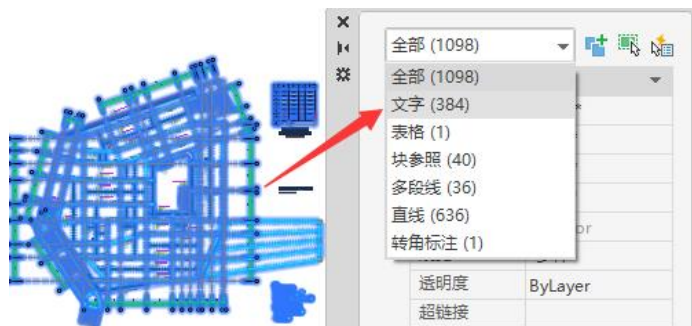 全部 (1098)
全部 (1098)
文字 (384)
表格 (1)
块参照 (40)
多段线 (36)
直线 (636)
转角标注 (1)
or
透明度 ByLayer
超链接